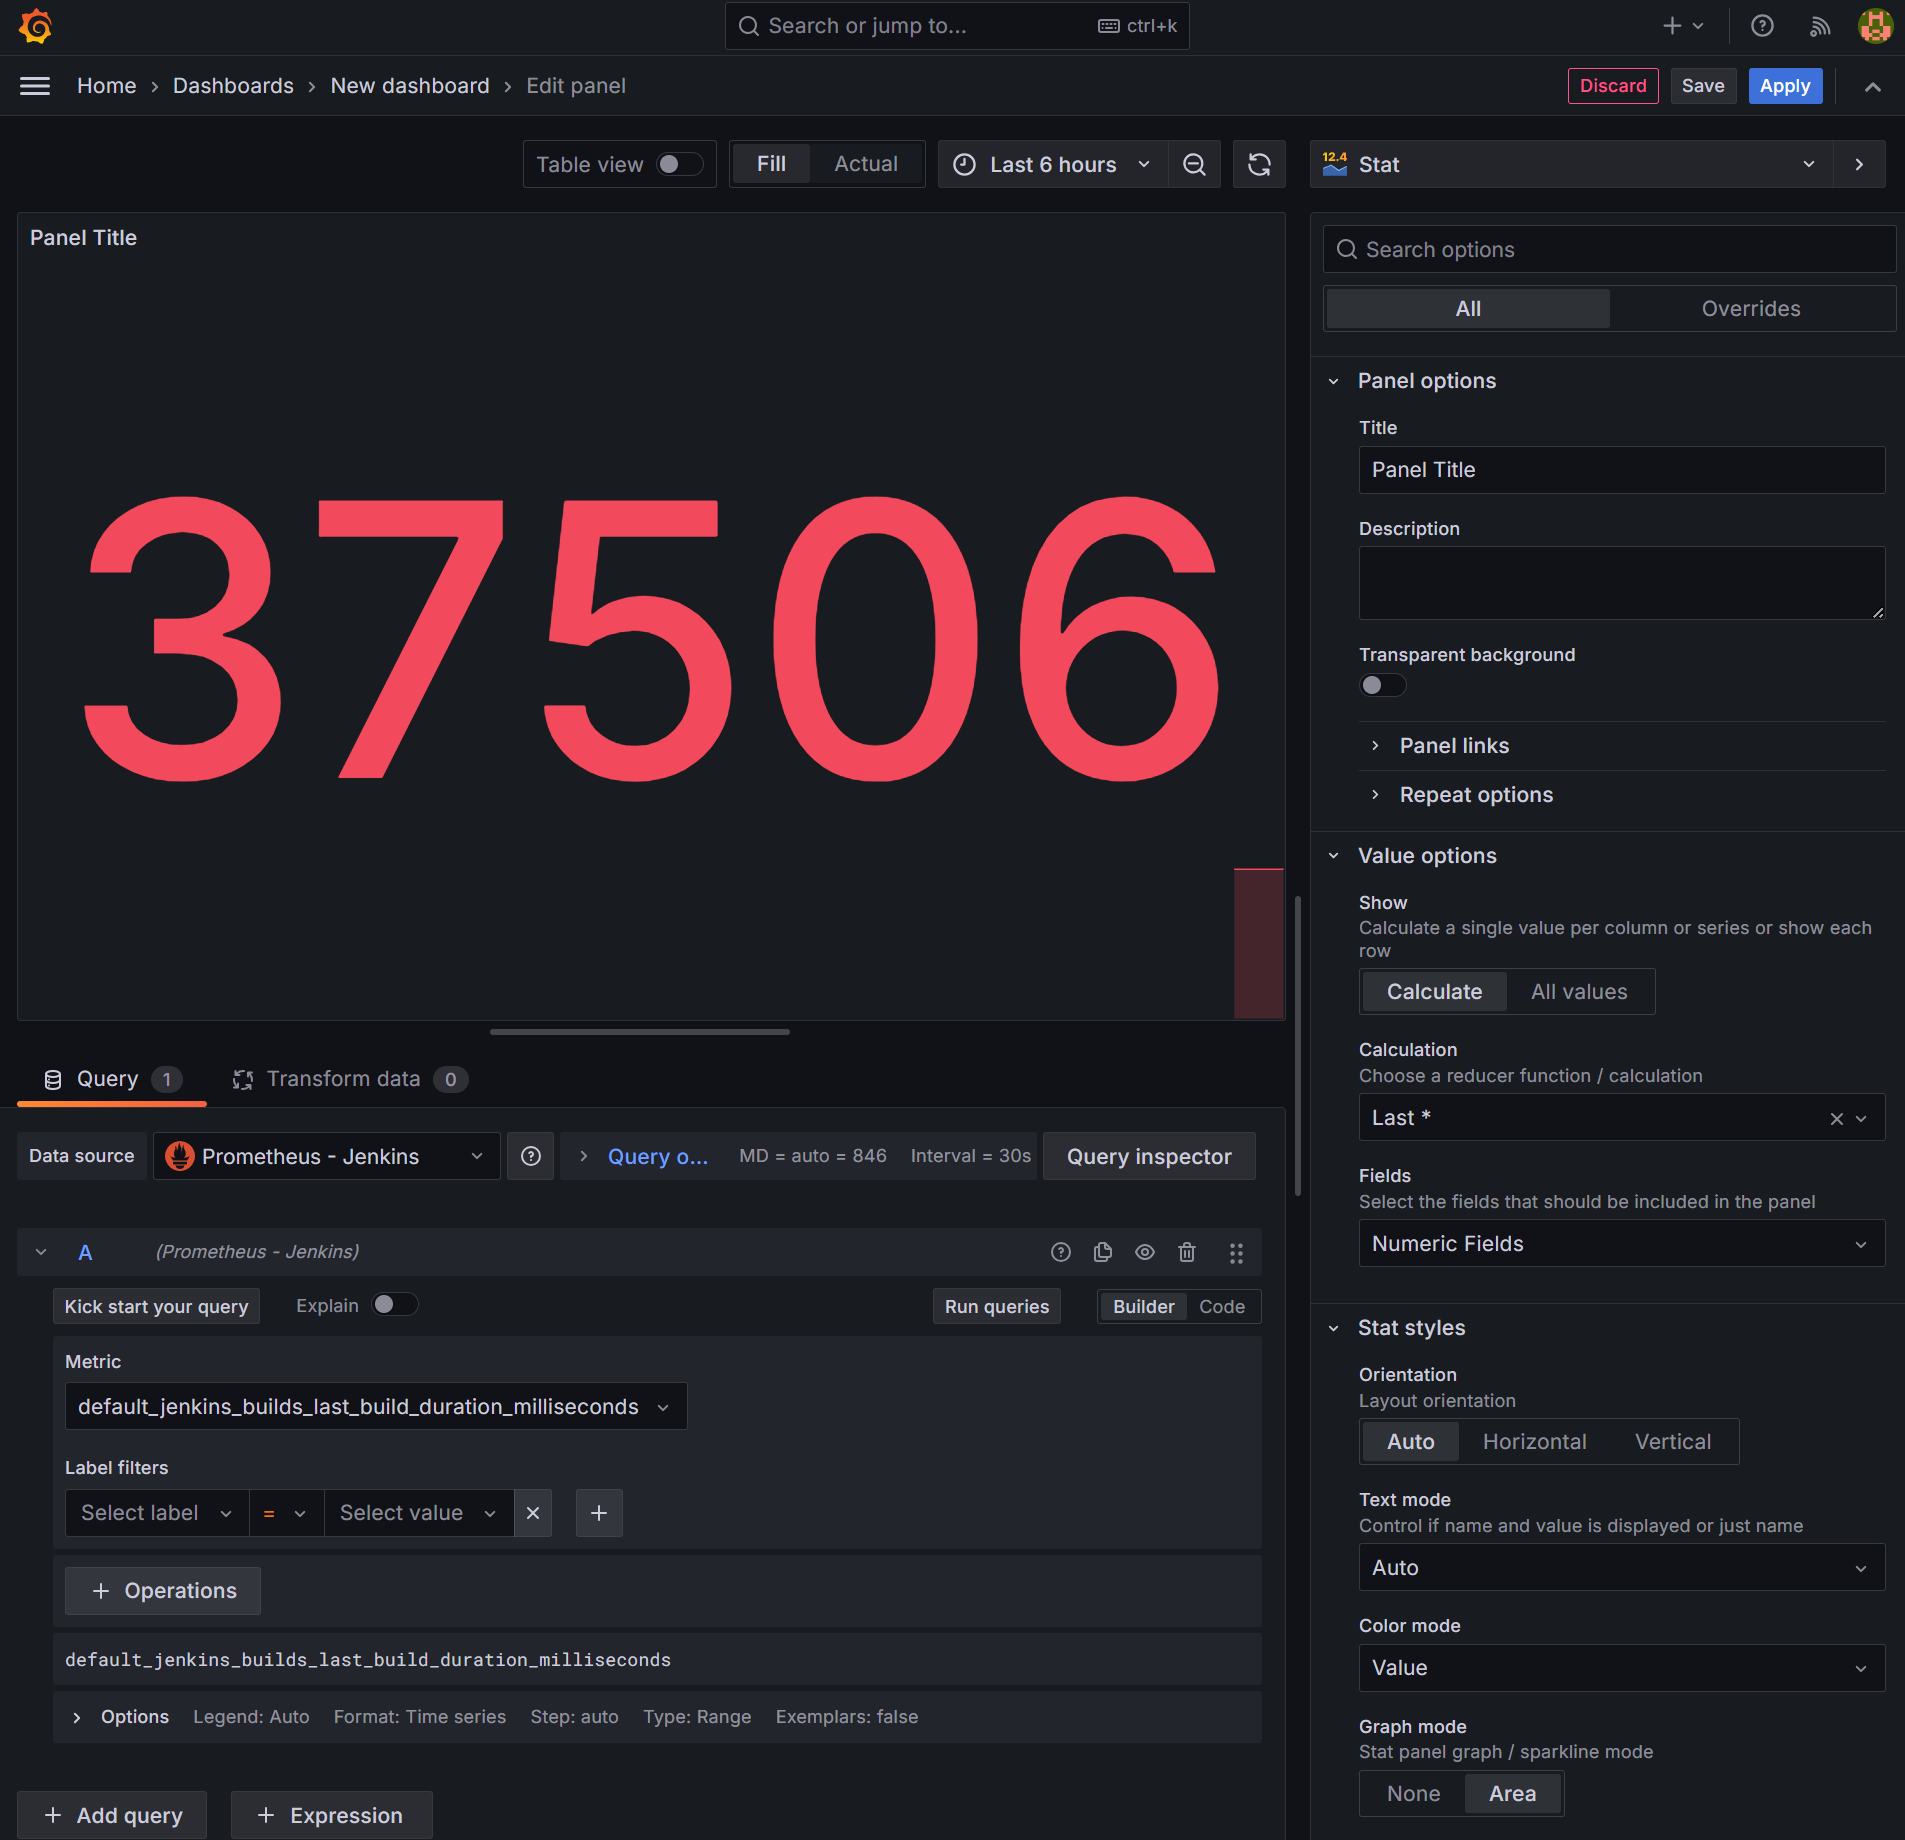 Search or jump to...
ctrl+k
Home › Dashboards › New dashboard › Edit panel
Discard
Save
Apply
Table view
Fill
Actual
Last 6 hours
12.4
Stat
Panel Title
37506
Search options
All
Overrides
Panel options
Title
Panel Title
Description
Transparent background
Panel links
Repeat options
Value options
Show
Calculate a single value per column or series or show each
row
Calculate
All values
Calculation
Choose a reducer function / calculation
Last *
Fields
Select the fields that should be included in the panel
Numeric Fields
Stat styles
Orientation
Layout orientation
Auto
Horizontal
Vertical
Text mode
Control if name and value is displayed or just name
Auto
Color mode
Value
Graph mode
Stat panel graph / sparkline mode
None
Area
Query 1
Transform data 0
Data source
Prometheus - Jenkins
Query o...
MD = auto = 846
Interval = 30s
Query inspector
A
(Prometheus - Jenkins)
Kick start your query
Explain
Run queries
Builder
Code
Metric
default_jenkins_builds_last_build_duration_milliseconds
Label filters
Select label
=
Select value
+ Operations
default_jenkins_builds_last_build_duration_milliseconds
Options
Legend: Auto
Format: Time series
Step: auto
Type: Range
Exemplars: false
+ Add query
+ Expression